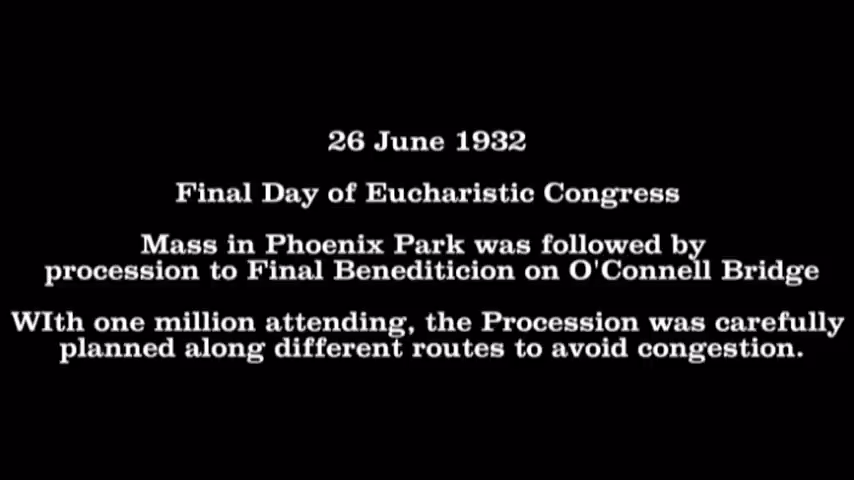 26 June 1932
Final Day of Eucharistic Congress
Mass in Phoenix Park was followed by
procession to Final Benediticion on O'Connell Bridge
WIth one million attending, the Procession was carefully
planned along different routes to avoid congestion.